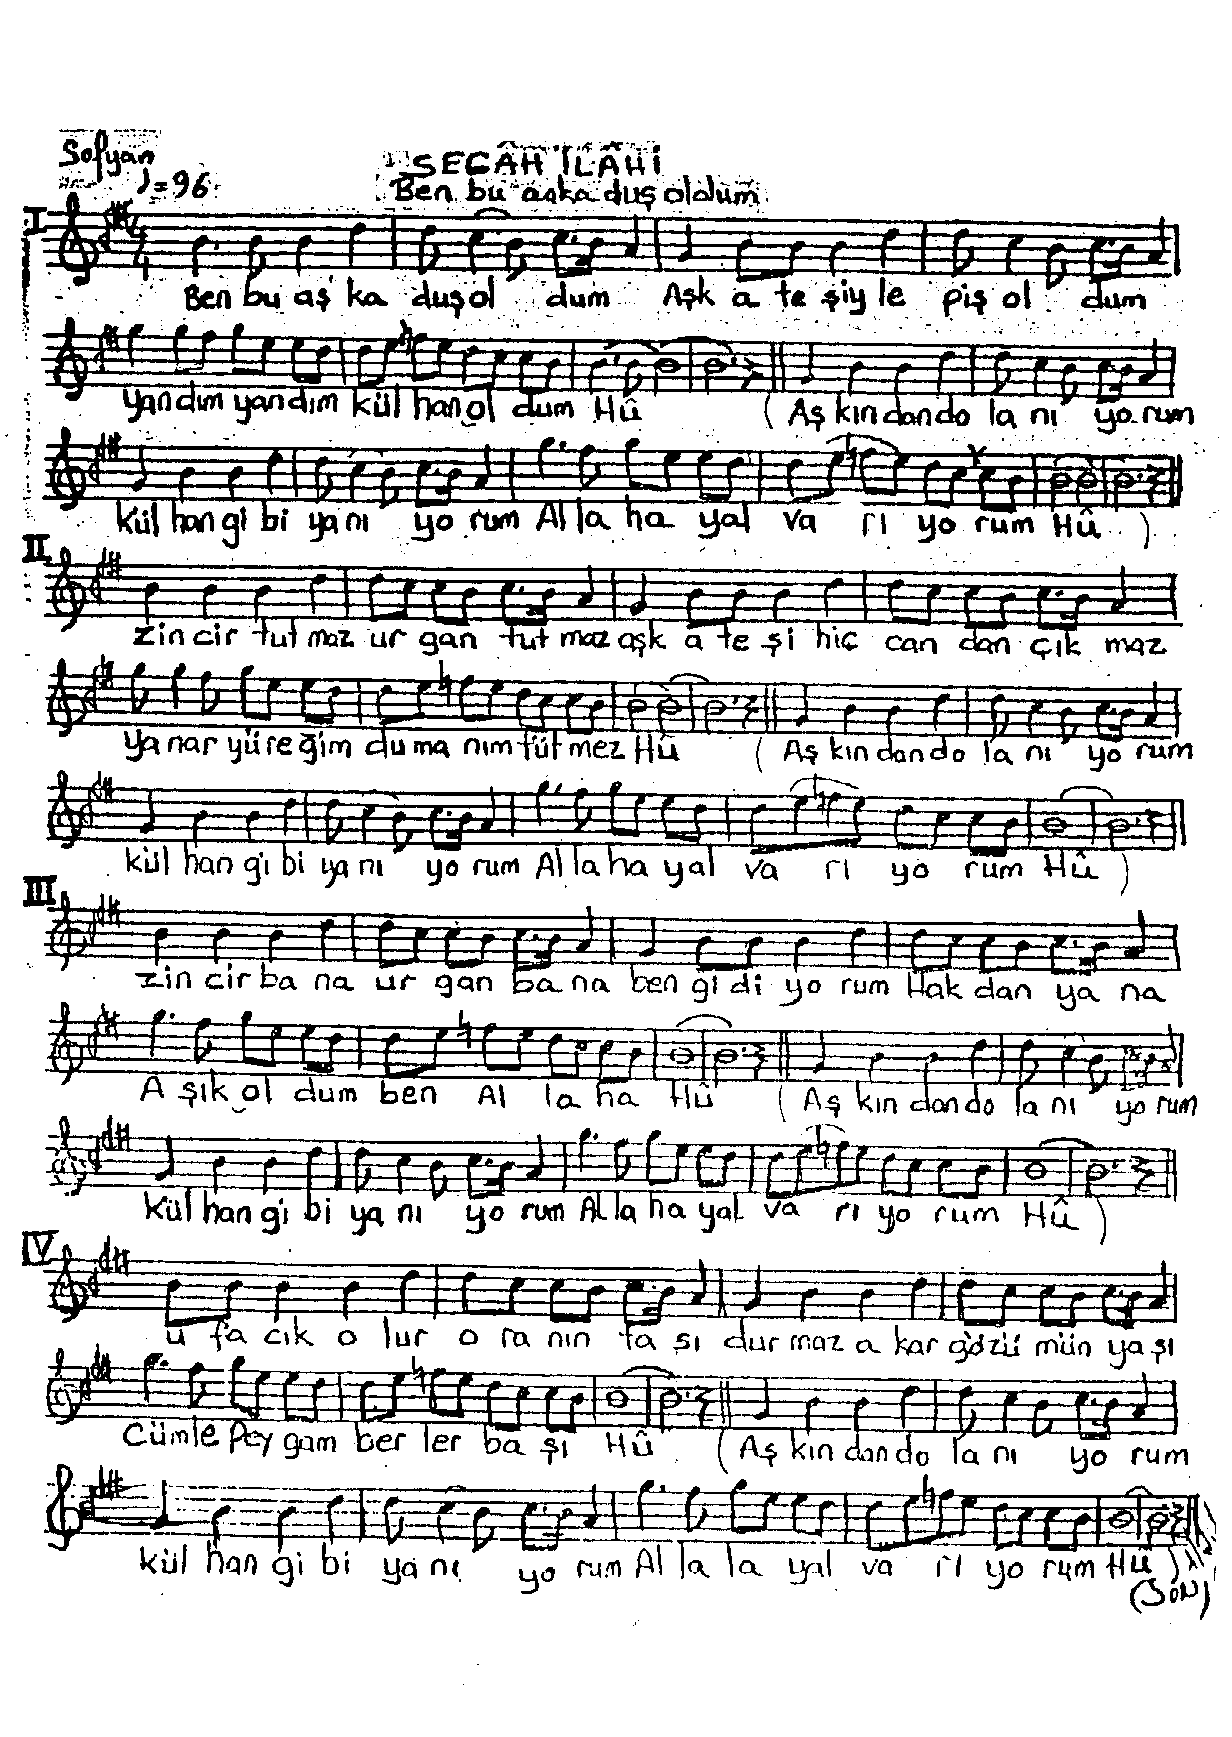 Sofyan
♩=96
SEGÂH İLÂHİ
Ben bu aşka duş oldum
I
Ben bu aş ka duş ol dum Aşk a te şiy le piş ol dum
yandım yandım kül han ol dum Hû (Aş kın dan do la nı yo rum
kül han gi bi ya nı yo rum Al la ha yal va rı yo rum Hû )
II
Zin cir tut maz ur gan tut maz aşk a te şi hiç can dan çık maz
ya nar yü re ğim du ma nım tüt mez Hû (Aş kın dan do la nı yo rum
kül han gi bi ya nı yo rum Al la ha yal va rı yo rum Hû )
III
Zin cir ba na ur gan ba na ben gi di yo rum Hak dan ya na
A şık ol dum ben Al la ha Hû (Aş kın dan do la nı yo rum
kül han gi bi ya nı yo rum Al la ha yal va rı yo rum Hû )
IV
u fa cık o lur o ra nın ta şı dur maz a kar gözü mün ya şı
Cümle Pey gam ber ler ba şı Hû (Aş kın dan do la nı yo rum
kül han gi bi ya nı yo rum Al la la yal va rı yo rum Hû )
(SON)